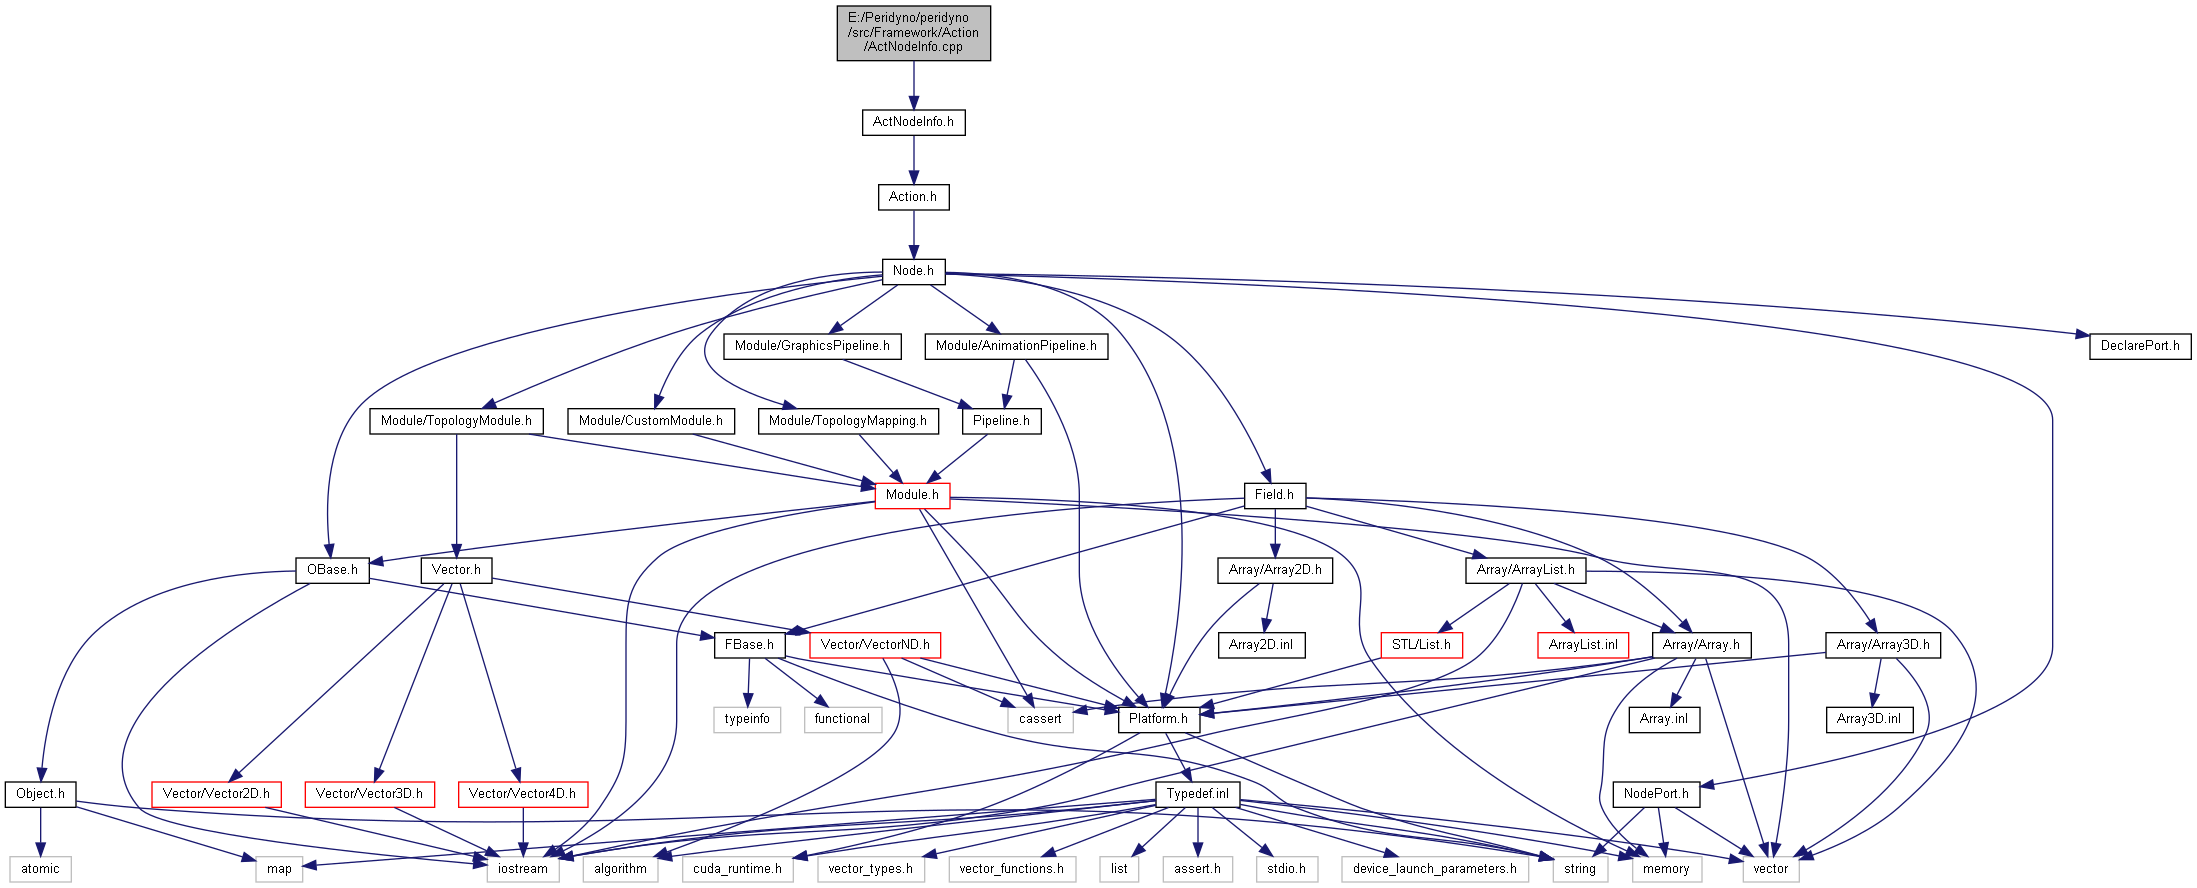 E:/Peridyno/peridyno
/src/Framework/Action
/ActNodeInfo.cpp
ActNodeInfo.h
Action.h
Node.h
Module/GraphicsPipeline.h
Module/AnimationPipeline.h
DeclarePort.h
Module/TopologyModule.h
Module/CustomModule.h
Module/TopologyMapping.h
Pipeline.h
Module.h
Field.h
OBase.h
Vector.h
Array/Array2D.h
Array/ArrayList.h
FBase.h
Vector/VectorND.h
Array2D.inl
STL/List.h
ArrayList.inl
Array/Array.h
Array/Array3D.h
typeinfo
functional
cassert
Platform.h
Array.inl
Array3D.inl
Object.h
Vector/Vector2D.h
Vector/Vector3D.h
Vector/Vector4D.h
Typedef.inl
NodePort.h
atomic
map
iostream
algorithm
cuda_runtime.h
vector_types.h
vector_functions.h
list
assert.h
stdio.h
device_launch_parameters.h
string
memory
vector